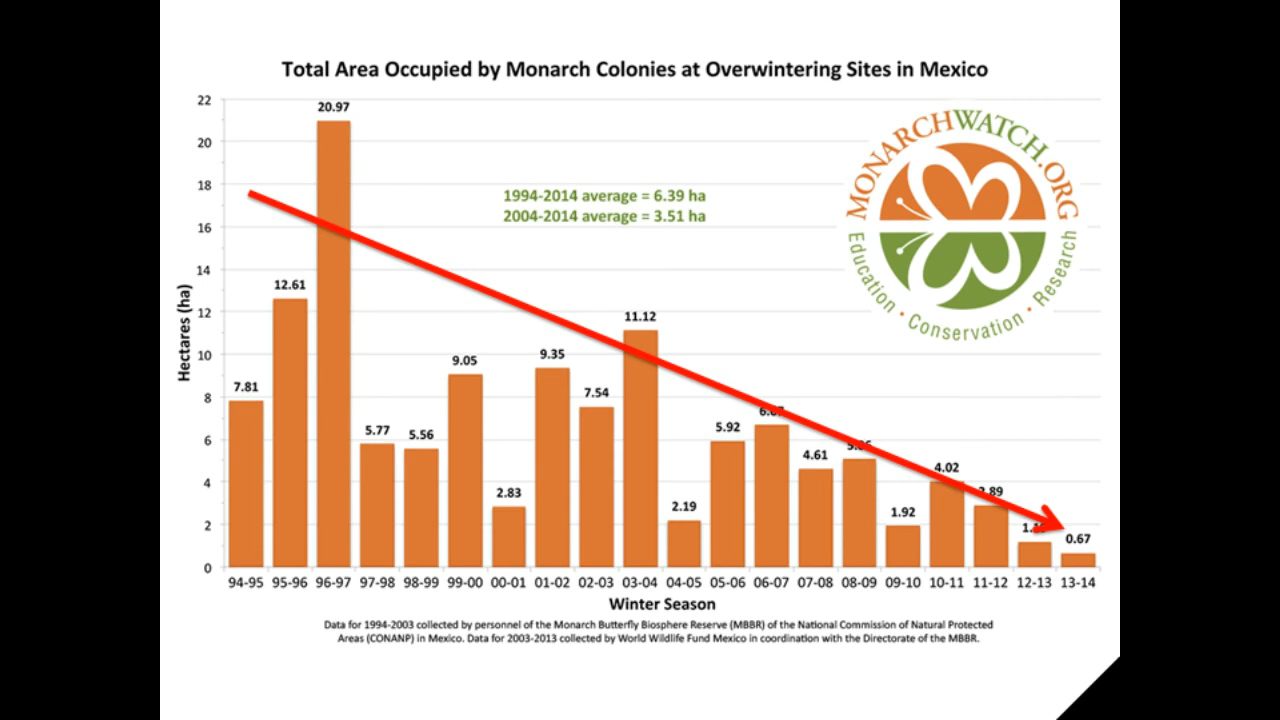 Total Area Occupied by Monarch Colonies at Overwintering Sites in Mexico
22
20
18
16
14
12
10
8
6
4
2
0
Hectares (ha)
7.81
12.61
20.97
5.77
5.56
9.05
2.83
9.35
7.54
11.12
2.19
5.92
4.61
1.92
4.02
0.67
1994-2014 average = 6.39 ha
2004-2014 average = 3.51 ha
MONARCHWATCH.ORG
Education • Conservation • Research
94-95 95-96 96-97 97-98 98-99 99-00 00-01 01-02 02-03 03-04 04-05 05-06 06-07 07-08 08-09 09-10 10-11 11-12 12-13 13-14
Winter Season
Data for 1994-2003 collected by personnel of the Monarch Butterfly Biosphere Reserve (MBBR) of the National Commission of Natural Protected
Areas (CONANP) in Mexico. Data for 2003-2013 collected by World Wildlife Fund Mexico in coordination with the Directorate of the MBBR.